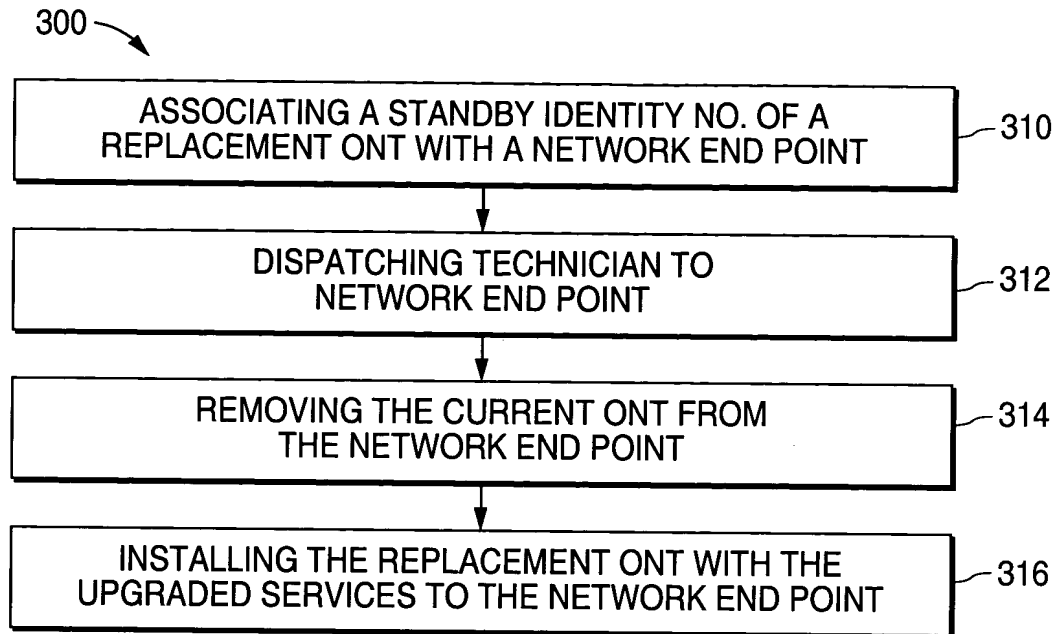 300
ASSOCIATING A STANDBY IDENTITY NO. OF A
REPLACEMENT ONT WITH A NETWORK END POINT
310
DISPATCHING TECHNICIAN TO
NETWORK END POINT
312
REMOVING THE CURRENT ONT FROM
THE NETWORK END POINT
314
INSTALLING THE REPLACEMENT ONT WITH THE
UPGRADED SERVICES TO THE NETWORK END POINT
316